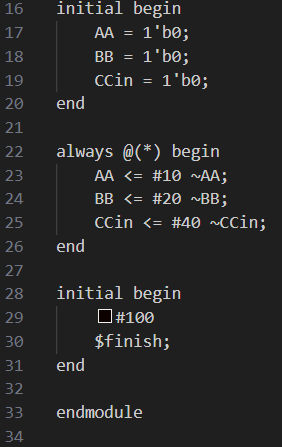 16 initial begin
17     AA = 1'b0;
18     BB = 1'b0;
19     CCin = 1'b0;
20 end
21
22 always @(*) begin
23     AA <= #10 ~AA;
24     BB <= #20 ~BB;
25     CCin <= #40 ~CCin;
26 end
27
28 initial begin
29     #100
30     $finish;
31 end
32
33 endmodule
34